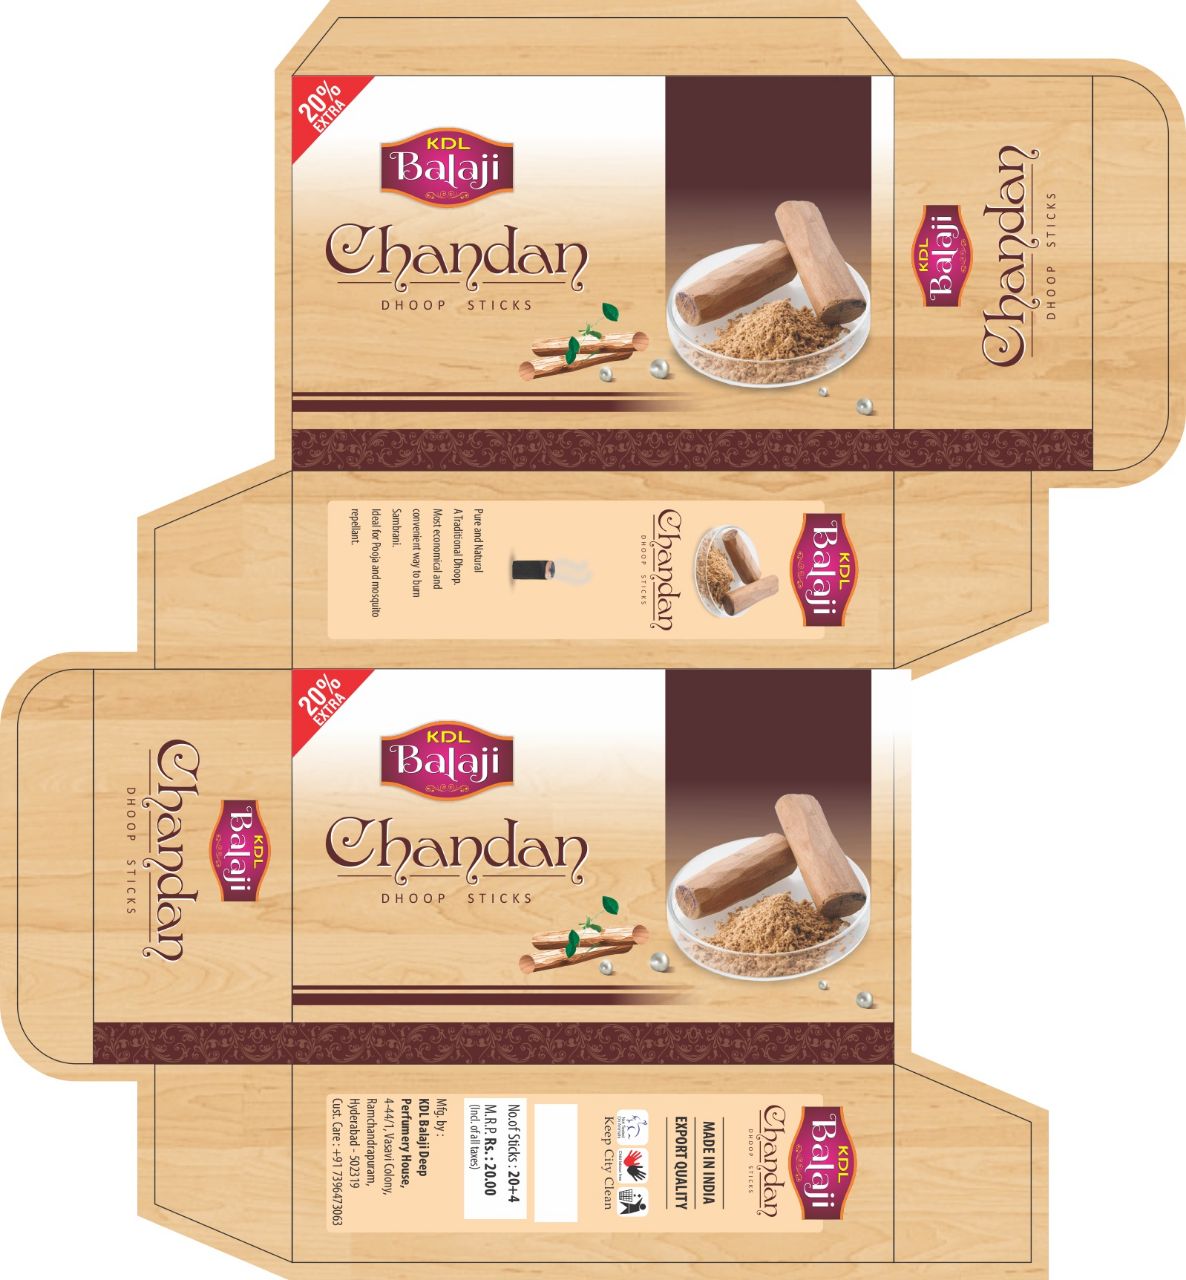 20%
EXTRA
KDL
Balaji
Chandan
DHOOP STICKS
KDL
Balaji
Chandan
DHOOP STICKS
KDL
Balaji
Chandan
DHOOP STICKS
Pure and Natural
A Traditional Dhoop.
Most economical and
convenient way to burn
Sambrani.
Ideal for Pooja and mosquito
repellant.
20%
EXTRA
KDL
Balaji
Chandan
DHOOP STICKS
KDL
Balaji
Chandan
DHOOP STICKS
KDL
Balaji
Chandan
DHOOP STICKS
MADE IN INDIA
EXPORT QUALITY
Keep City Clean
No.of Sticks : 20+4
M.R.P. Rs. : 20.00
(Incl. of all taxes)
Mfg. by :
KDL Balaji Deep
Perfumery House,
4-44/1, Vasavi Colony,
Ramchandrapuram,
Hyderabad - 502319
Cust. Care : +91 7396473063